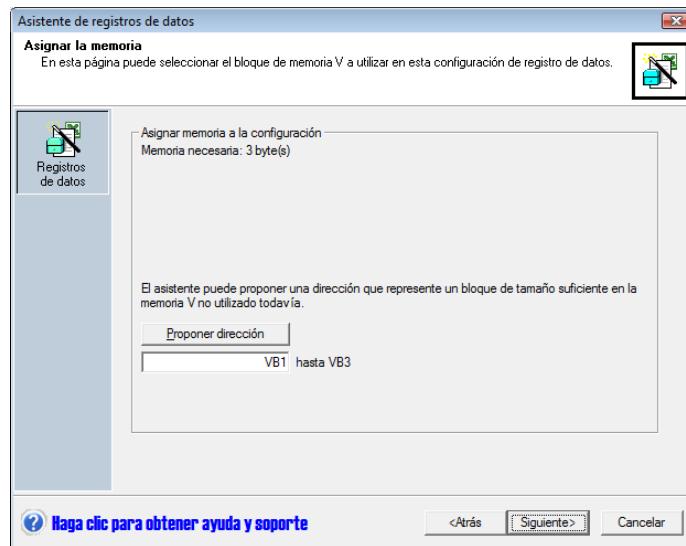 Asistente de registros de datos
Asignar la memoria
En esta página puede seleccionar el bloque de memoria V a utilizar en esta configuración de registro de datos.
Registros
de datos
Asignar memoria a la configuración
Memoria necesaria: 3 byte(s)
El asistente puede proponer una dirección que represente un bloque de tamaño suficiente en la
memoria V no utilizado todavía.
Proponer dirección
VB1 hasta VB3
Haga clic para obtener ayuda y soporte
<Atrás Siguiente> Cancelar